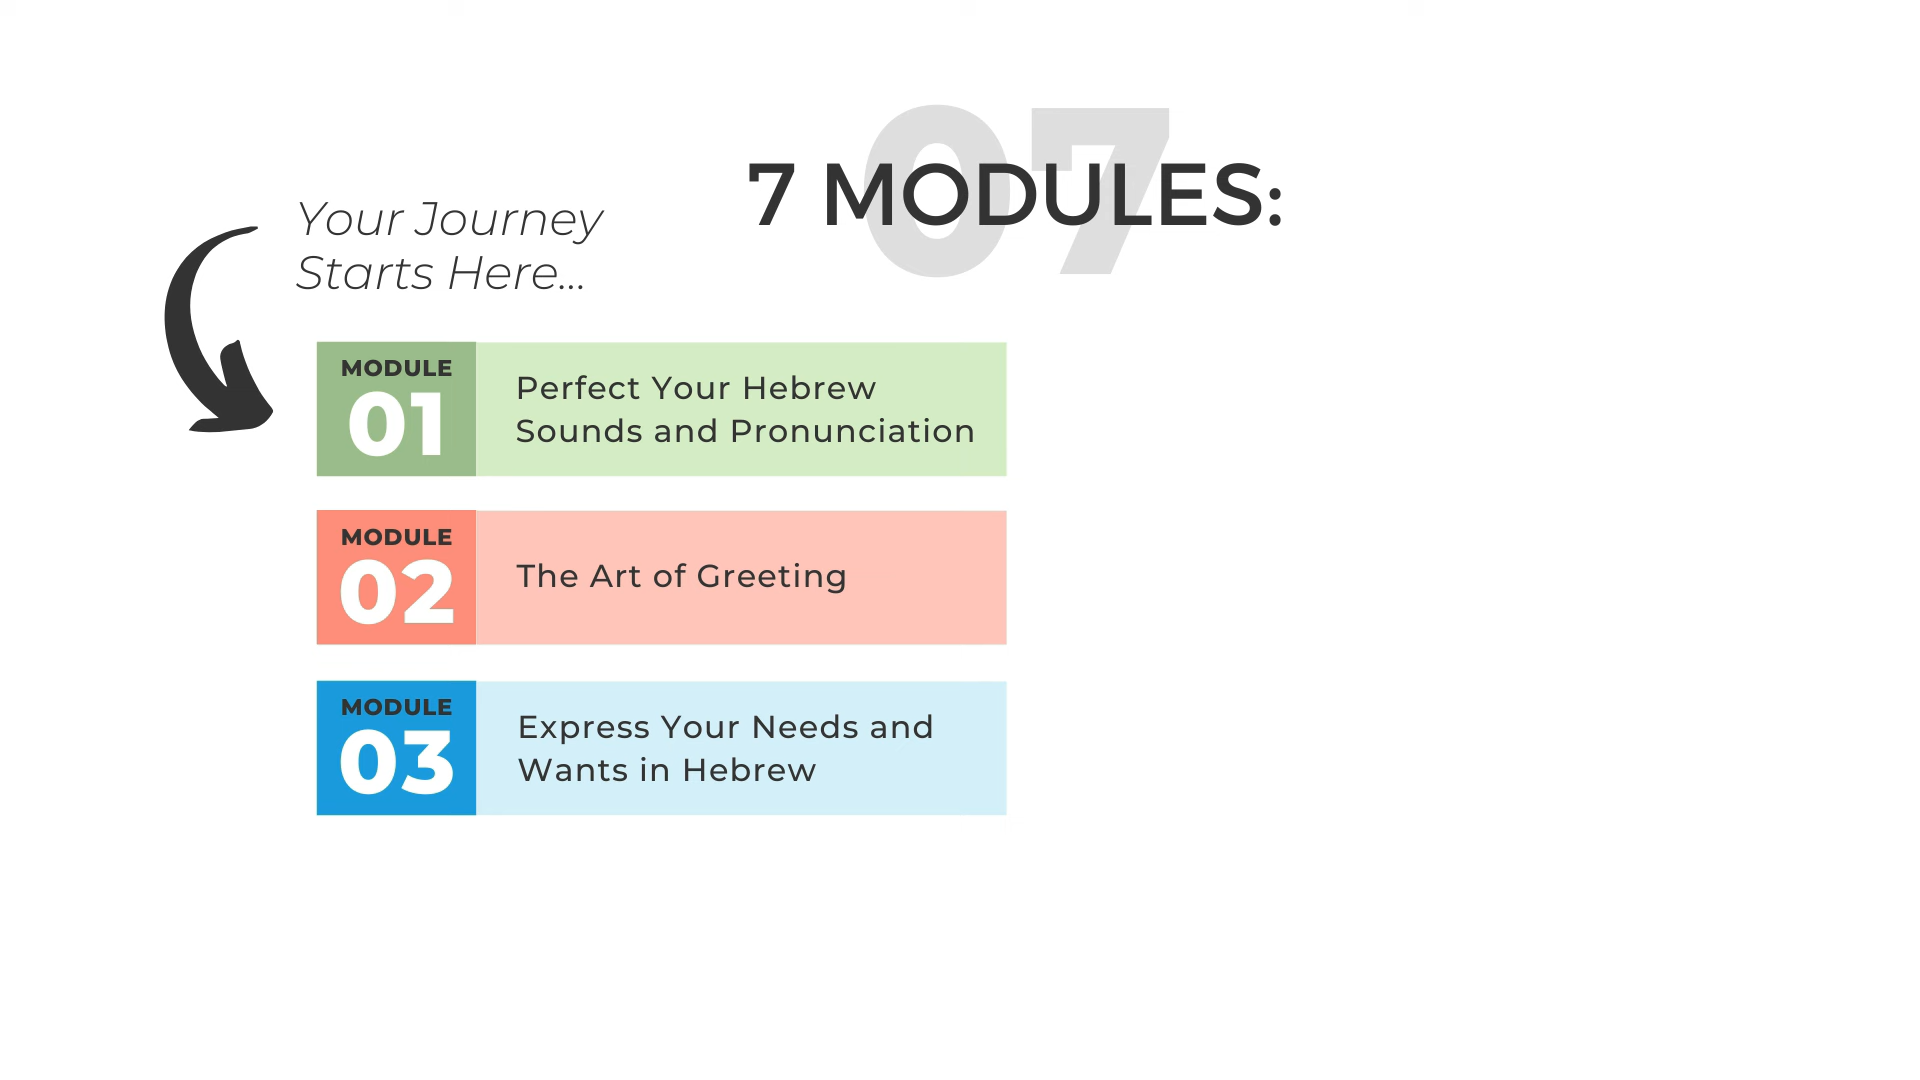 07
7 MODULES:
Your Journey
Starts Here...
MODULE
01
Perfect Your Hebrew
Sounds and Pronunciation
MODULE
02
The Art of Greeting
MODULE
03
Express Your Needs and
Wants in Hebrew